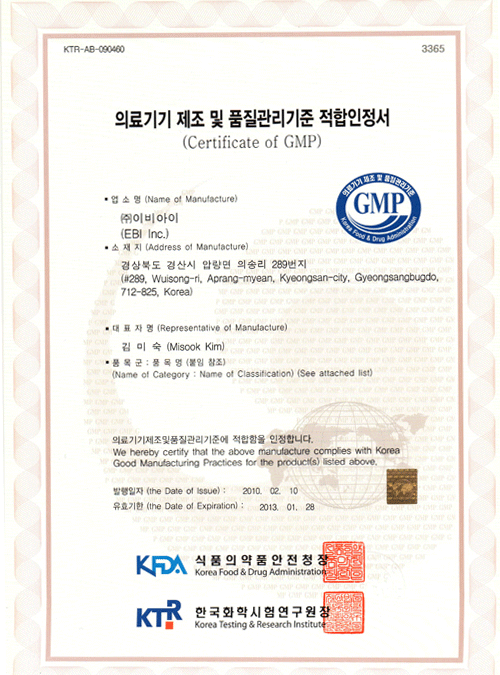 KTR-AB-090460
3365
의료기기 제조 및 품질관리기준 적합인정서
(Certificate of GMP)
의료기기 제조 및 품질관리기준
GMP
Korea Food & Drug Administration
▪ 업 소 명 (Name of Manufacture)
㈜이비아이
(EBI Inc.)
▪ 소 재 지 (Address of Manufacture)
경상북도 경산시 압량면 의송리 289번지
(#289, Wuisong-ri, Aprang-myean, Kyeongsan-city, Gyeongsangbugdo,
712-825, Korea)
▪ 대 표 자 명 (Representative of Manufacture)
김 미 숙 (Misook Kim)
▪ 품 목 군 : 품 목 명 (붙임 참조)
(Name of Category : Name of Classification) (See attached list)
의료기기제조및품질관리기준에 적합함을 인정합니다.
We hereby certify that the above manufacture complies with Korea
Good Manufacturing Practices for the product(s) listed above.
발행일자 (the Date of Issue) : 2010. 02. 10
유효기한 (the Date of Expiration) : 2013. 01. 28
KFDA 식품의약품안전청장
Korea Food & Drug Administration
KTR 한국화학시험연구원장
Korea Testing & Research Institute